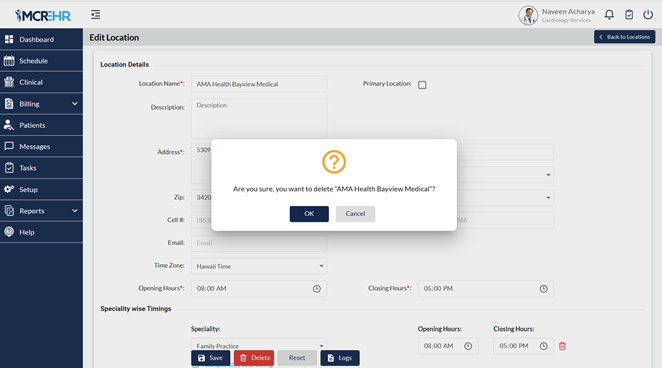 MCREHR
Naveen Acharya
Cardiology Services
Dashboard
Schedule
Clinical
Billing
Patients
Messages
Tasks
Setup
Reports
Help
Edit Location
Back to Locations
Location Details
Location Name*:
AMA Health Bayview Medical
Primary Location:
Description:
Description
Address*:
5309
Zip:
3420
Cell #:
(863)
966
Email:
Email
Time Zone:
Hawaii Time
Opening Hours*:
08:00 AM
Closing Hours*:
05:00 PM
Speciality wise Timings
Speciality:
Opening Hours:
Closing Hours:
Family Practice
08:00 AM
05:00 PM
Save
Delete
Reset
Logs
?
Are you sure, you want to delete "AMA Health Bayview Medical"?
OK
Cancel